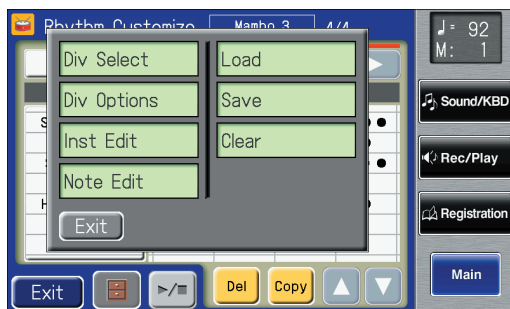 Rhythm Customize Mambo 3 4/4
♩= 92
M: 1
Div Select
Load
Div Options
Save
Inst Edit
Clear
Note Edit
Exit
Sound/KBD
Rec/Play
Registration
Main
Exit
Del
Copy